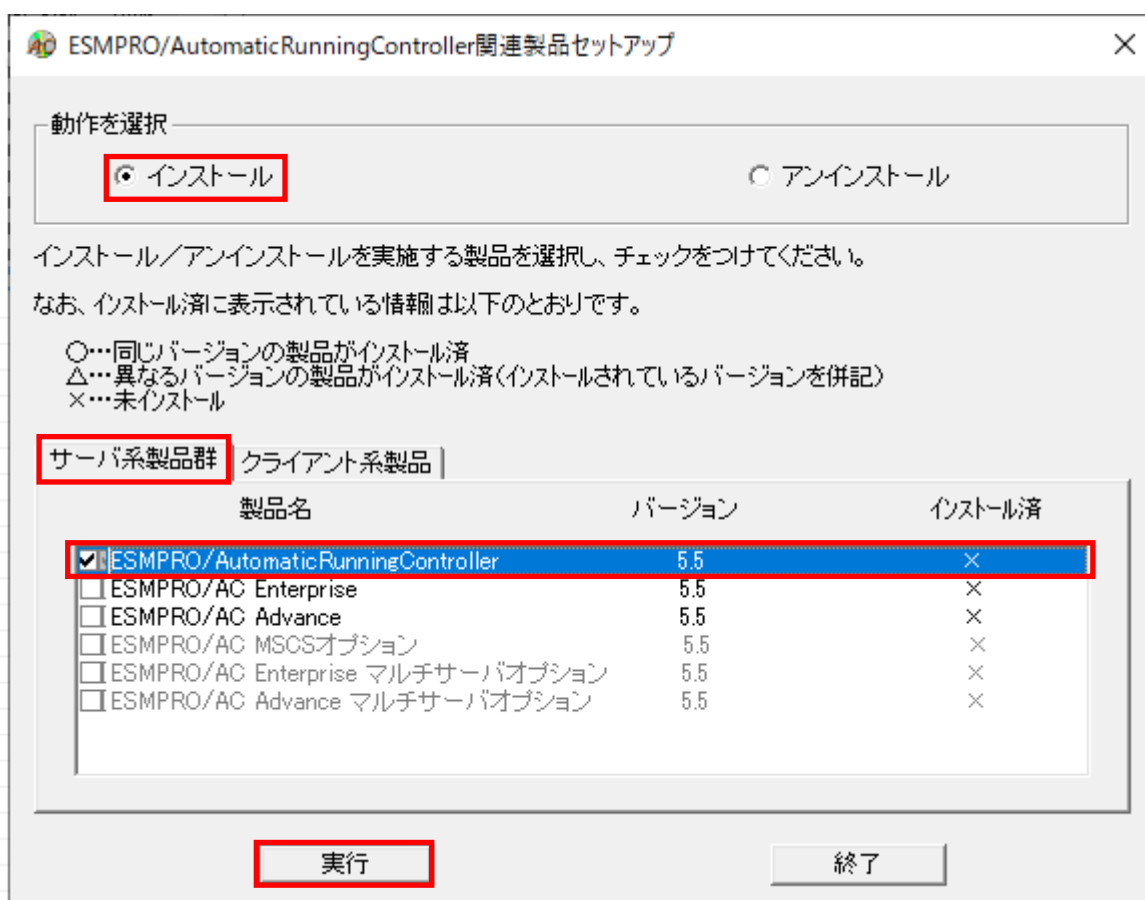 ESMPRO/AutomaticRunningController関連製品セットアップ
動作を選択
インストール アンインストール
インストール／アンインストールを実施する製品を選択し、チェックをつけてください。
なお、インストール済に表示されている情報は以下のとおりです。
○…同じバージョンの製品がインストール済
△…異なるバージョンの製品がインストール済(インストールされているバージョンを併記)
×…未インストール
サーバ系製品群 クライアント系製品
製品名 バージョン インストール済
ESMPRO/AutomaticRunningController 5.5 ×
ESMPRO/AC Enterprise 5.5 ×
ESMPRO/AC Advance 5.5 ×
ESMPRO/AC MSCSオプション 5.5 ×
ESMPRO/AC Enterprise マルチサーバオプション 5.5 ×
ESMPRO/AC Advance マルチサーバオプション 5.5 ×
実行 終了